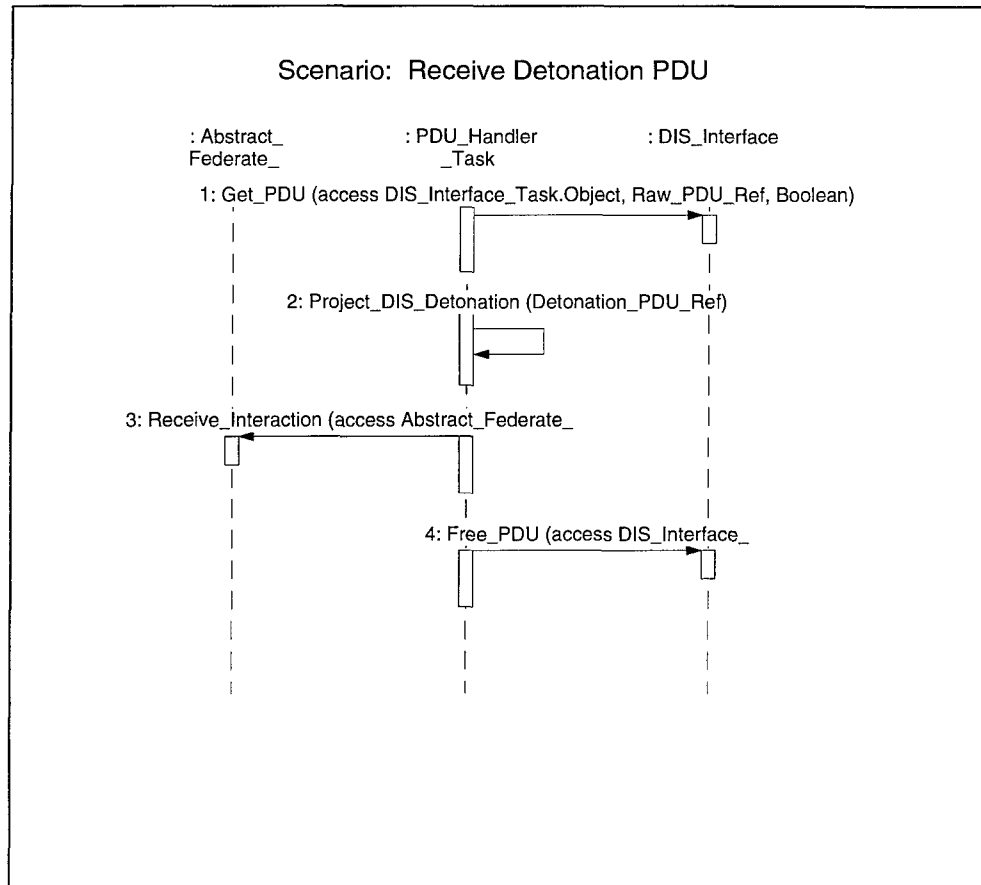 Scenario: Receive Detonation PDU
: Abstract_
Federate_
: PDU_Handler
_Task
: DIS_Interface
1: Get_PDU (access DIS_Interface_Task.Object, Raw_PDU_Ref, Boolean)
2: Project_DIS_Detonation (Detonation_PDU_Ref)
3: Receive_Interaction (access Abstract_Federate_
4: Free_PDU (access DIS_Interface_